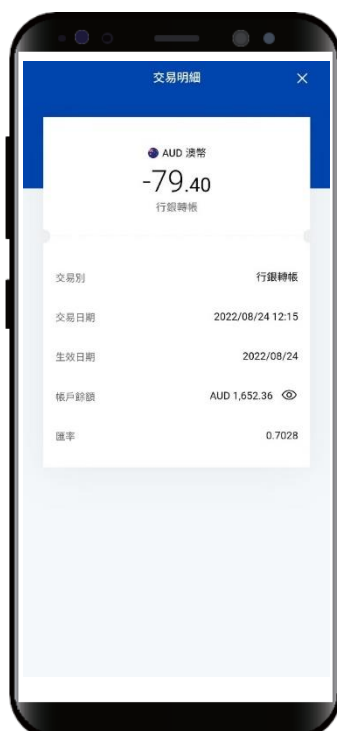 交易明細 ×
AUD 澳幣
-79.40
行銀轉帳
交易別 行銀轉帳
交易日期 2022/08/24 12:15
生效日期 2022/08/24
帳戶餘額 AUD 1,652.36
匯率 0.7028